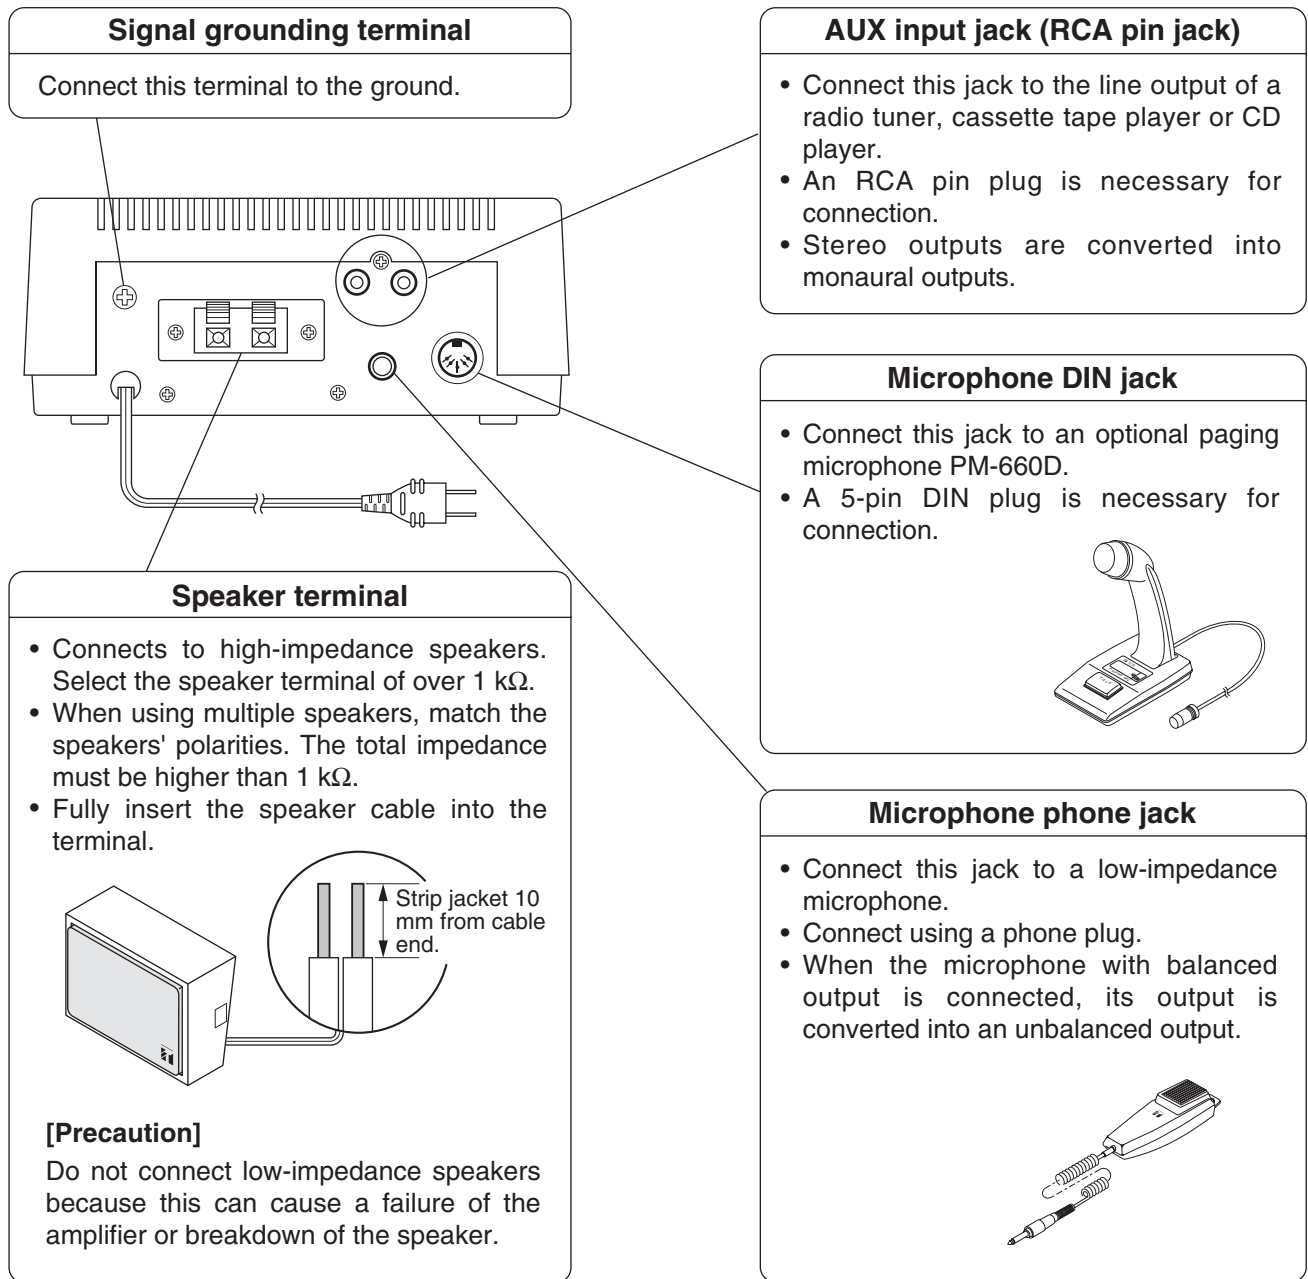 Signal grounding terminal
Connect this terminal to the ground.
AUX input jack (RCA pin jack)
• Connect this jack to the line output of a
radio tuner, cassette tape player or CD
player.
• An RCA pin plug is necessary for
connection.
• Stereo outputs are converted into
monaural outputs.
Microphone DIN jack
• Connect this jack to an optional paging
microphone PM-660D.
• A 5-pin DIN plug is necessary for
connection.
Speaker terminal
• Connects to high-impedance speakers.
Select the speaker terminal of over 1 kΩ.
• When using multiple speakers, match the
speakers' polarities. The total impedance
must be higher than 1 kΩ.
• Fully insert the speaker cable into the
terminal.
Strip jacket 10
mm from cable
end.
[Precaution]
Do not connect low-impedance speakers
because this can cause a failure of the
amplifier or breakdown of the speaker.
Microphone phone jack
• Connect this jack to a low-impedance
microphone.
• Connect using a phone plug.
• When the microphone with balanced
output is connected, its output is
converted into an unbalanced output.